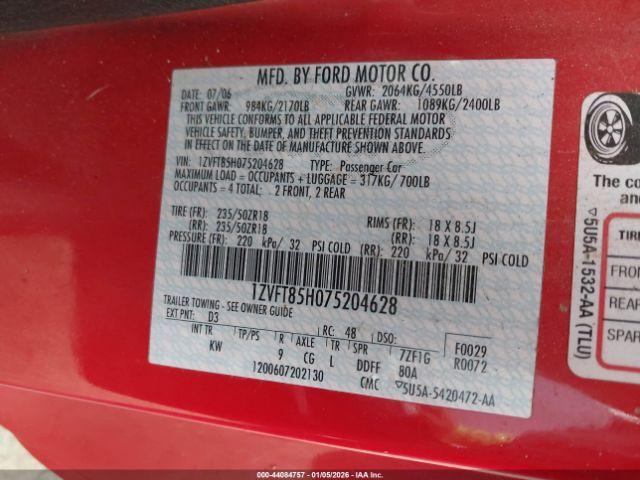 MFD. BY FORD MOTOR CO.
DATE: 07/06 GVWR: 2064KG/4550LB
FRONT GAWR: 984KG/2170LB REAR GAWR: 1089KG/2400LB
THIS VEHICLE CONFORMS TO ALL APPLICABLE FEDERAL MOTOR
VEHICLE SAFETY, BUMPER, AND THEFT PREVENTION STANDARDS
IN EFFECT ON THE DATE OF MANUFACTURE SHOWN ABOVE.
VIN: 1ZVFT85H075204628 TYPE: Passenger Car
MAXIMUM LOAD = OCCUPANTS + LUGGAGE = 317KG/700LB
OCCUPANTS = 4 TOTAL: 2 FRONT, 2 REAR
TIRE (FR): 235/50ZR18 RIMS (FR): 18 X 8.5J
(RR): 235/50ZR18 (RR): 18 X 8.5J
PRESSURE (FR): 220 kPa/ 32 PSI COLD (RR): 220 kPa/ 32 PSI COLD
1ZVFT85H075204628
TRAILER TOWING - SEE OWNER GUIDE
EXT PNT: D3 RC: 48 DSO: F0029
INT TR TP/PS R AXLE TR SPR 7ZF1G R0072
KW 9 CG L DDFF 80A
1200607202130 CMC ▽5U5A-5420472-AA
The co
and
TIRE
FRON
REAR
SPAR
▽5U5A-1532-AA (TLU)
000-44084757 - 01/05/2026 - IAAI, Inc.